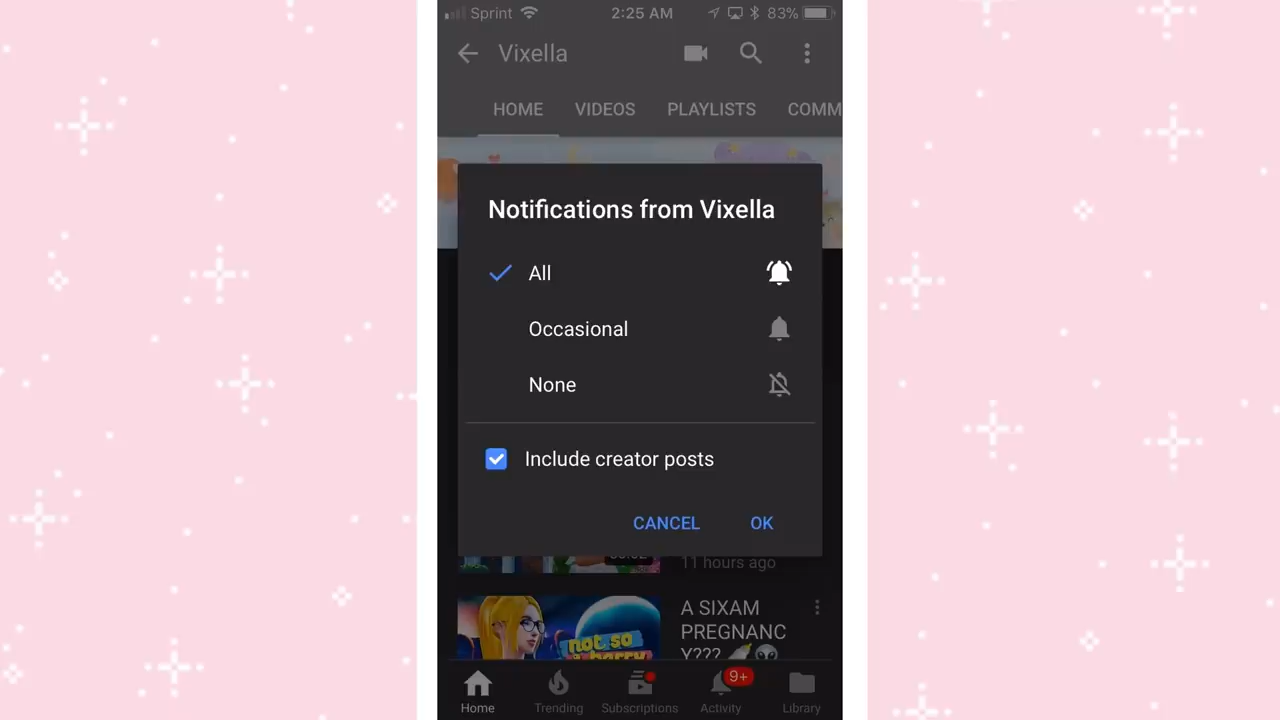 Sprint 2:25 AM 83%
Vixella
HOME VIDEOS PLAYLISTS COMM
Notifications from Vixella
All
Occasional
None
Include creator posts
CANCEL OK
11 hours ago
A SIXAM
PREGNANC
Y???
not so
berry
9+
Home Trending Subscriptions Activity Library